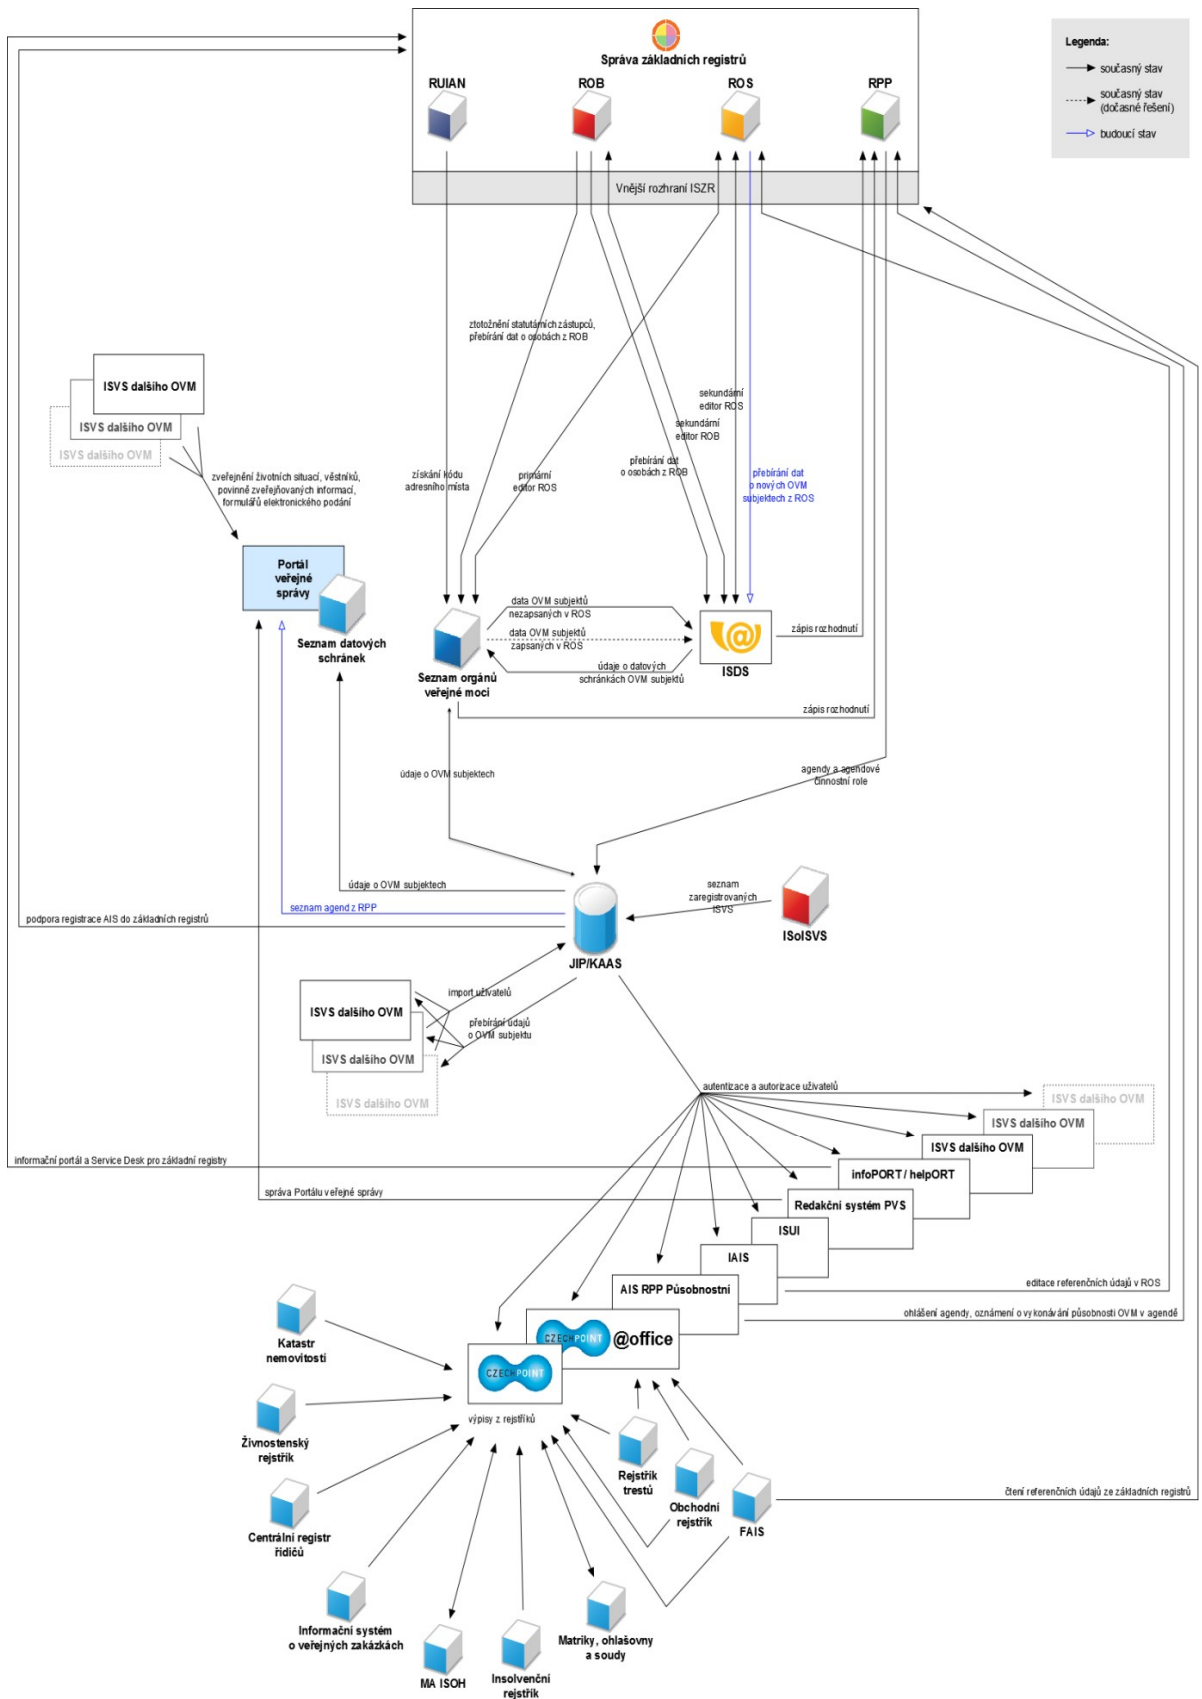 Správa základních registrů
RUIAN
ROB
ROS
RPP
Vnější rozhraní ISZR
Legenda:
současný stav
současný stav
(dočasné řešení)
budoucí stav
ztotožnění statutárních zástupců,
přebírání dat o osobách z ROB
ISVS dalšího OVM
ISVS dalšího OVM
ISVS dalšího OVM
sekundární
editor ROS
sekundární
editor ROB
zveřejnění životních situací, věstníků,
povinně zveřejňovaných informací,
formulářů elektronického podání
získání kódu
adresního místa
primární
editor ROS
přebírání dat
o osobách z ROB
přebírání dat
o nových OVM
subjektech z ROS
Portál
veřejné
správy
Seznam datových
schránek
data OVM subjektů
nezapsaných v ROS
data OVM subjektů
zapsaných v ROS
údaje o datových
schránkách OVM subjektů
Seznam orgánů
veřejné moci
@
ISDS
zápis rozhodnutí
zápis rozhodnutí
údaje o OVM subjektech
agendy a agendové
činnostní role
údaje o OVM subjektech
seznam agend z RPP
podpora registrace AIS do základních registrů
seznam
zaregistrovaných
ISVS
ISoISVS
JIP/KAAS
import uživatelů
ISVS dalšího OVM
ISVS dalšího OVM
ISVS dalšího OVM
přebírání údajů
o OVM subjektu
autentizace a autorizace uživatelů
ISVS dalšího OVM
ISVS dalšího OVM
ISVS dalšího OVM
informační portál a Service Desk pro základní registry
infoPORT / helpORT
správa Portálu veřejné správy
Redakční systém PVS
ISUI
IAIS
editace referenčních údajů v ROS
AIS RPP Působnostní
ohlášení agendy, oznámení o vykonávání působnosti OVM v agendě
CZECHPOINT @office
CZECHPOINT
výpisy z rejstříků
Katastr
nemovitostí
Živnostenský
rejstřík
Centrální registr
řidičů
Informační systém
o veřejných zakázkách
MA ISOH
Insolvenční
rejstřík
Matriky, ohlašovny
a soudy
Rejstřík
trestů
Obchodní
rejstřík
FAIS
čtení referenčních údajů ze základních registrů